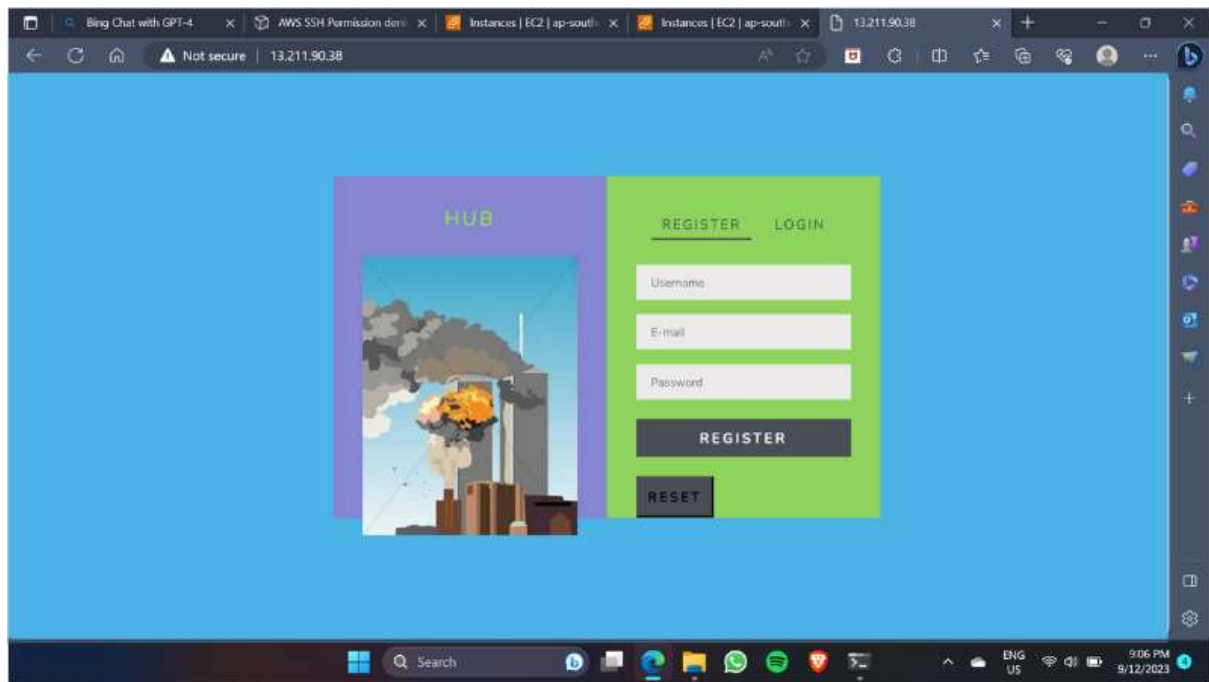 Bing Chat with GPT-4
AWS SSH Permission deni
Instances | EC2 | ap-south
Instances | EC2 | ap-south
13.211.90.38
Not secure | 13.211.90.38
HUB
REGISTER LOGIN
Username
E-mail
Password
REGISTER
RESET
Search
ENG
US
9:06 PM
9/12/2023
4